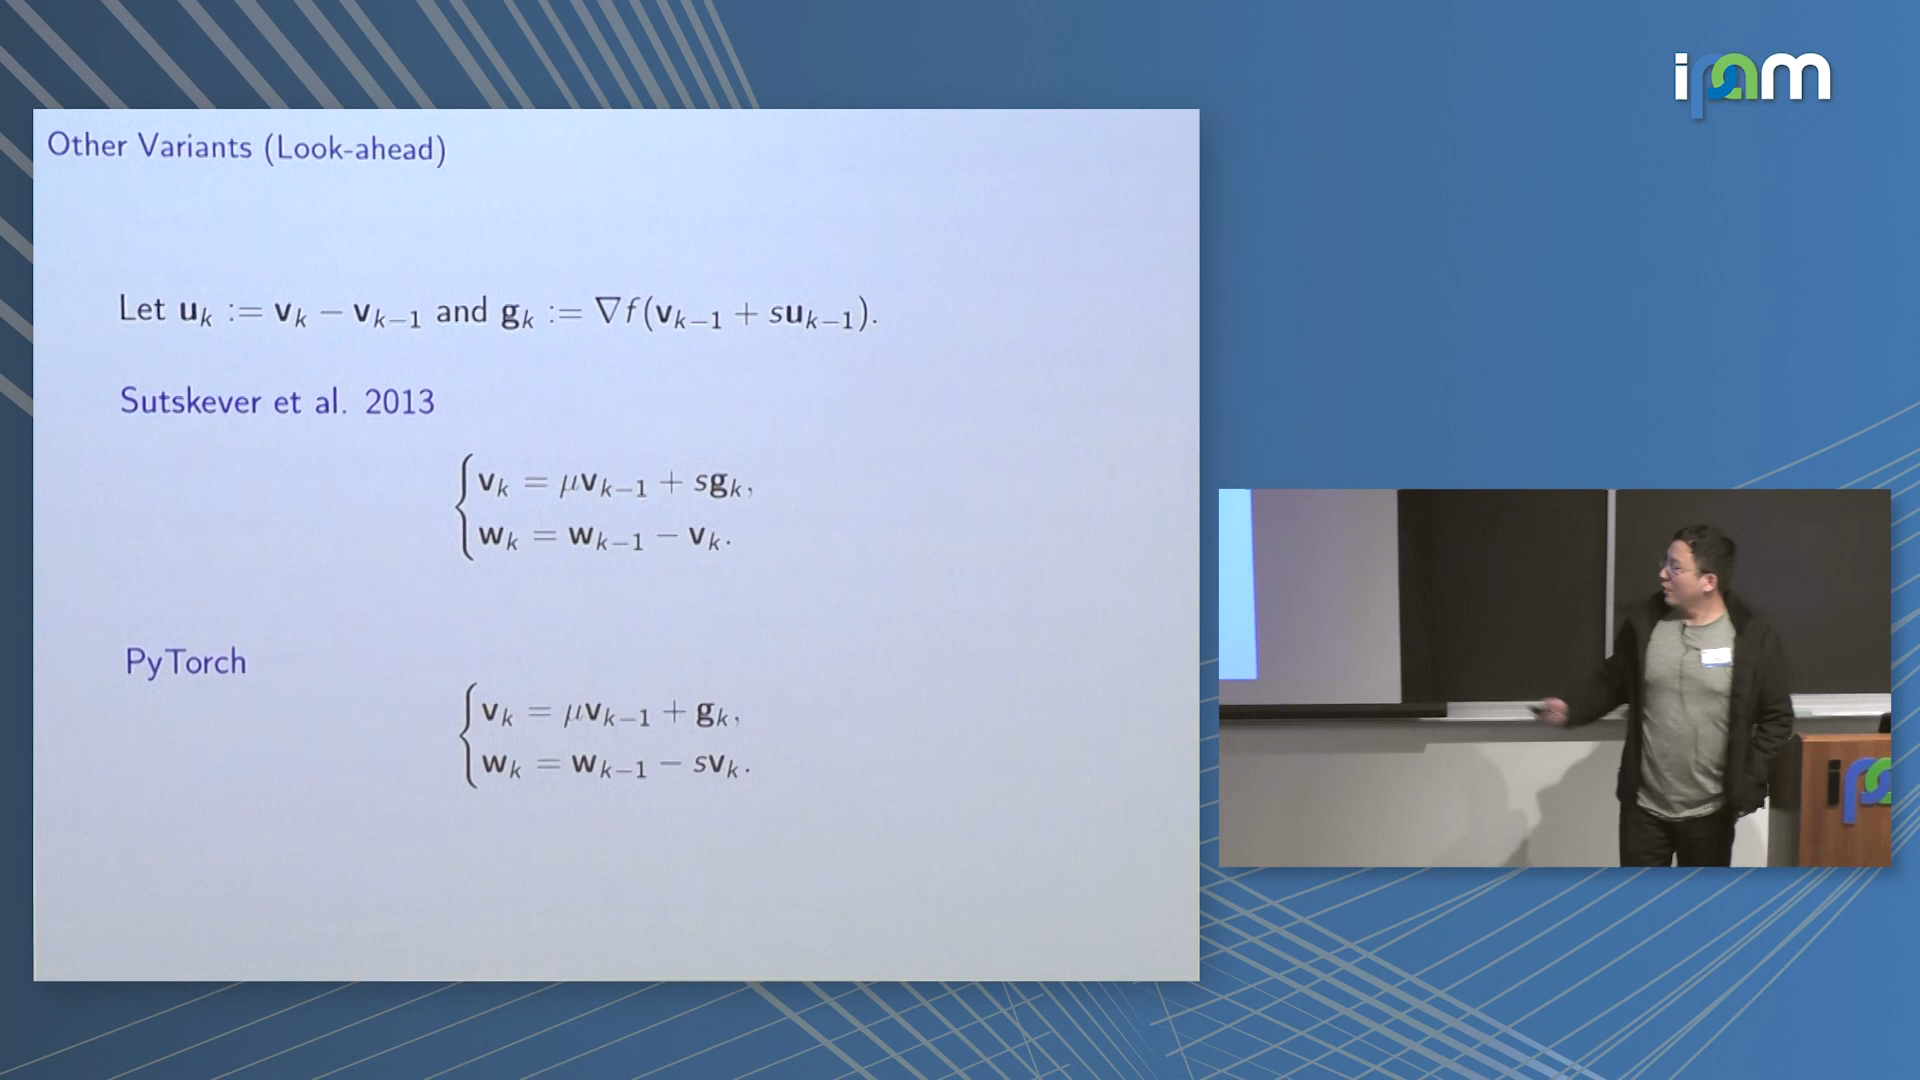 ipam
Other Variants (Look-ahead)
Let u_k := v_k − v_{k−1} and g_k := ∇f(v_{k−1} + su_{k−1}).
Sutskever et al. 2013
v_k = μv_{k−1} + sg_k,
w_k = w_{k−1} − v_k.
PyTorch
v_k = μv_{k−1} + g_k,
w_k = w_{k−1} − sv_k.